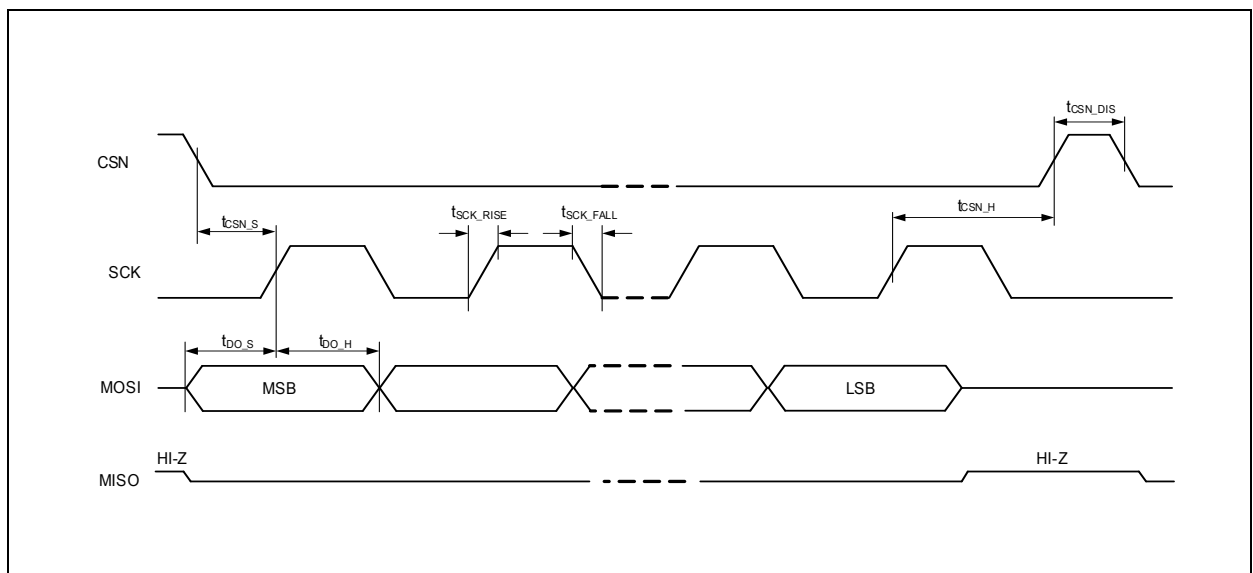 tCSN_DIS
CSN
tCSN_S
tSCK_RISE
tSCK_FALL
tCSN_H
SCK
tDO_S
tDO_H
MOSI
MSB
LSB
HI-Z
HI-Z
MISO